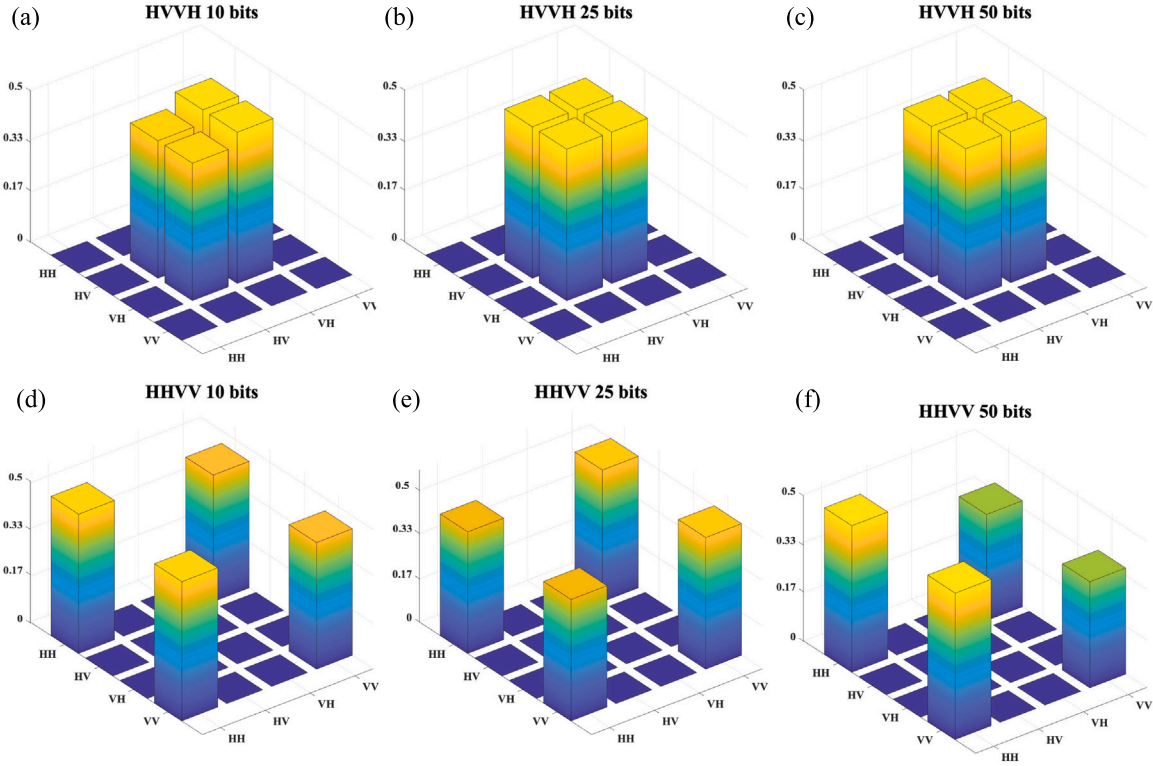 (a) HVVH 10 bits
0.5
0.33
0.17
0
HH
HV
VH
VV
HH
HV
VH
VV
(b) HVVH 25 bits
0.5
0.33
0.17
0
HH
HV
VH
VV
HH
HV
VH
VV
(c) HVVH 50 bits
0.5
0.33
0.17
0
HH
HV
VH
VV
HH
HV
VH
VV
(d) HHVV 10 bits
0.5
0.33
0.17
0
HH
HV
VH
VV
HH
HV
VH
VV
(e) HHVV 25 bits
0.5
0.33
0.17
0
HH
HV
VH
VV
HH
HV
VH
VV
(f) HHVV 50 bits
0.5
0.33
0.17
0
HH
HV
VH
VV
HH
HV
VH
VV